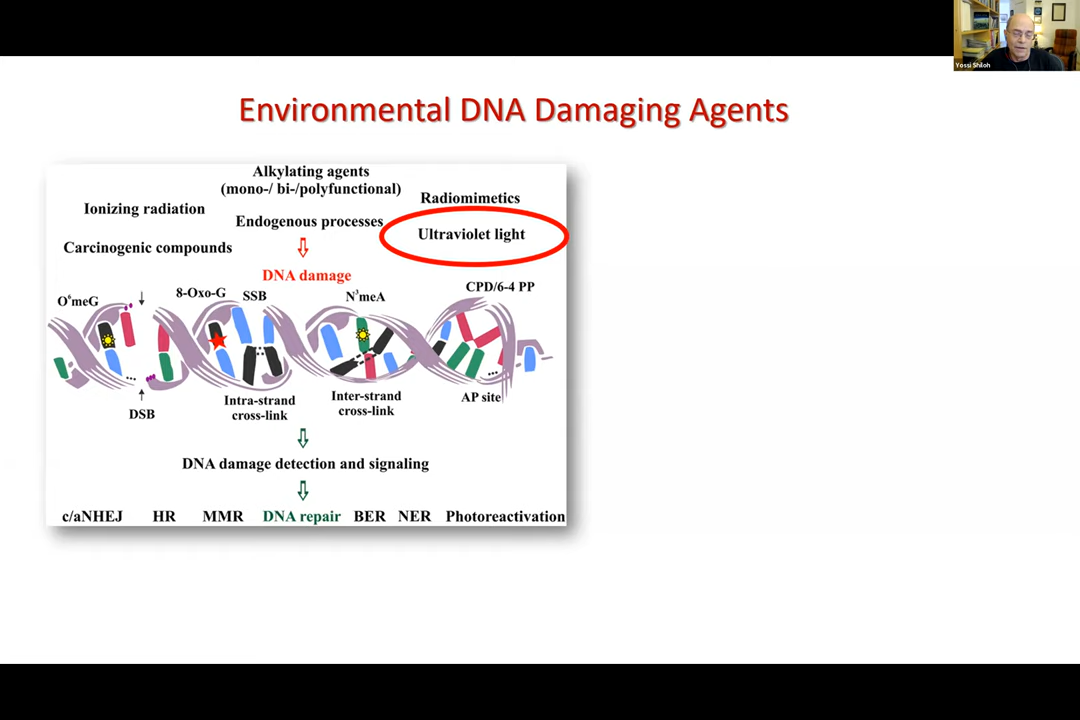 Yossi Shiloh
Environmental DNA Damaging Agents
Alkylating agents
(mono-/ bi-/polyfunctional)
Radiomimetics
Ionizing radiation
Endogenous processes
Ultraviolet light
Carcinogenic compounds
DNA damage
CPD/6-4 PP
O⁶meG
8-Oxo-G
SSB
N³meA
Intra-strand
cross-link
Inter-strand
cross-link
AP site
DSB
DNA damage detection and signaling
c/aNHEJ HR MMR DNA repair BER NER Photoreactivation